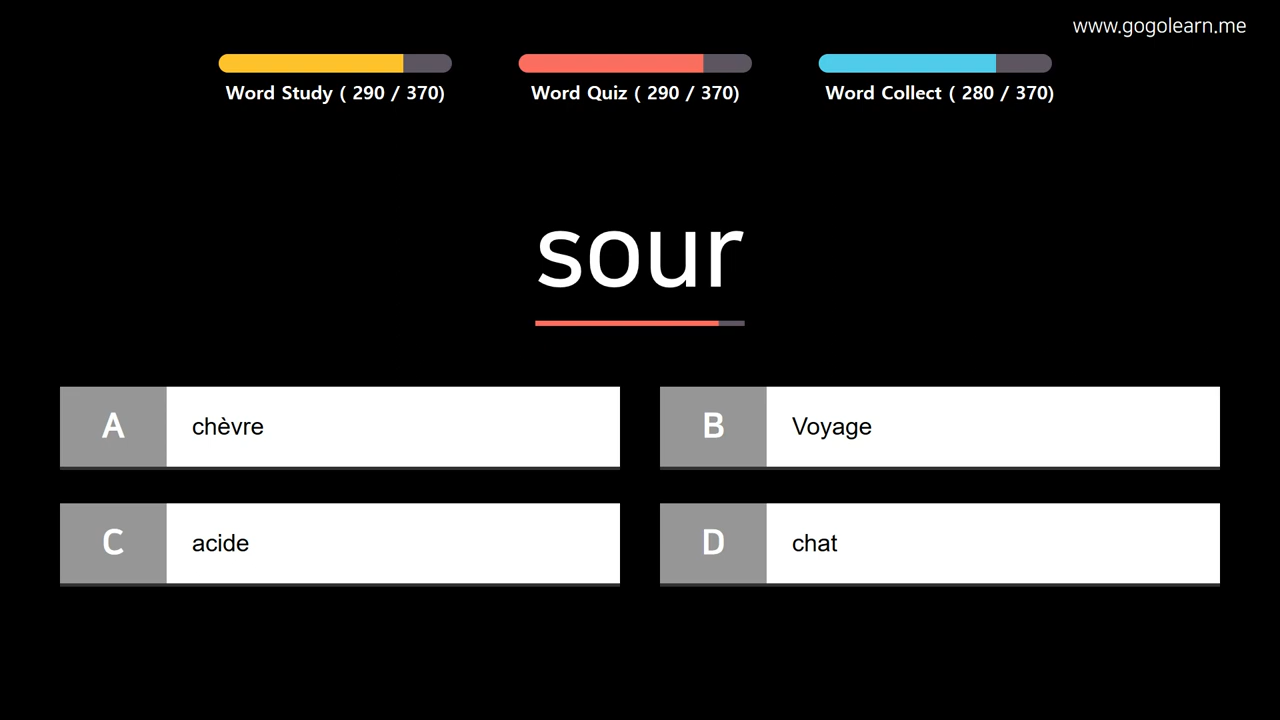 www.gogolearn.me
Word Study ( 290 / 370)
Word Quiz ( 290 / 370)
Word Collect ( 280 / 370)
sour
A chèvre
B Voyage
C acide
D chat